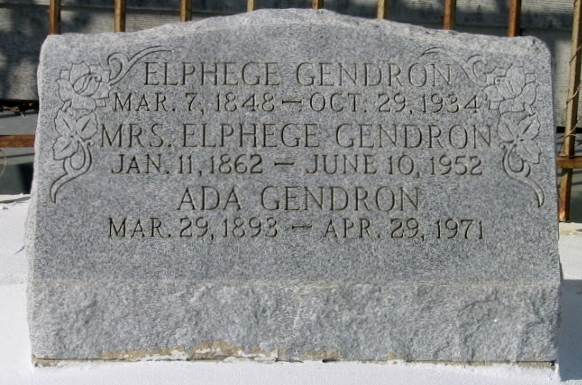 ELPHEGE GENDRON
MAR. 7, 1848 — OCT. 29, 1934
MRS. ELPHEGE GENDRON
JAN. 11, 1862 — JUNE 10, 1952
ADA GENDRON
MAR. 29, 1893 — APR. 29, 1971